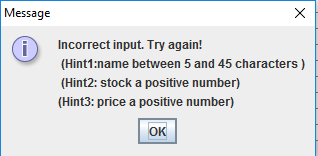 Message
Incorrect input. Try again!
(Hint1:name between 5 and 45 characters )
(Hint2: stock a positive number)
(Hint3: price a positive number)
OK